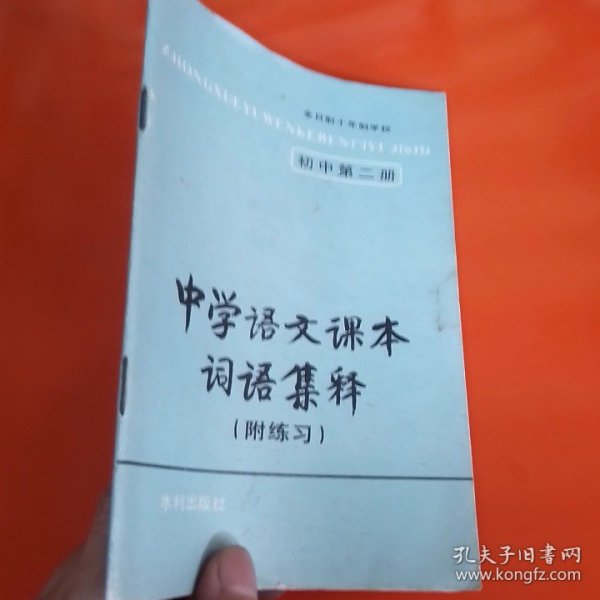 ZHONGXUEYUWENKEBENCIYUJISHI
全日制十年制学校
初中第二册
中学语文课本
词语集释
(附练习)
水利出版社
孔夫子旧书网
www.kongfz.com